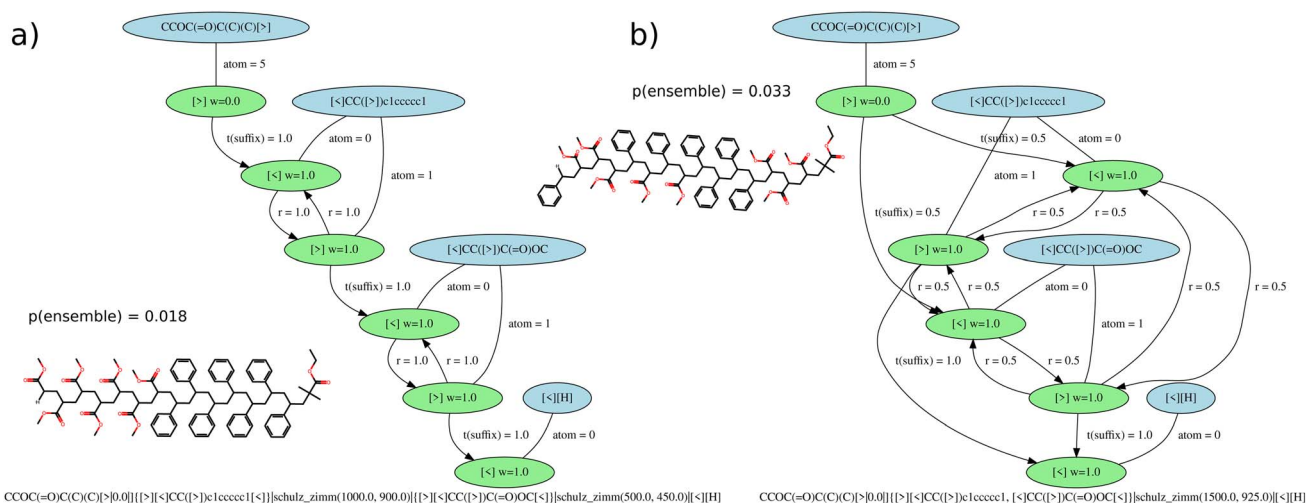 a)
CCOC(=O)C(C)(C)[>]
atom = 5
[>] w=0.0
[<]CC([>])c1ccccc1
t(suffix) = 1.0
atom = 0
[<] w=1.0
atom = 1
r = 1.0
r = 1.0
[>] w=1.0
[<]CC([>])C(=O)OC
t(suffix) = 1.0
atom = 0
[<] w=1.0
atom = 1
p(ensemble) = 0.018
r = 1.0
r = 1.0
[>] w=1.0
[<][H]
t(suffix) = 1.0
atom = 0
[<] w=1.0
CCOC(=O)C(C)(C)[>|0.0|]{[>][<]CC([>])c1ccccc1[<]}|schulz_zimm(1000.0, 900.0)|{[>][<]CC([>])C(=O)OC[<]}|schulz_zimm(500.0, 450.0)|[<][H]
b)
CCOC(=O)C(C)(C)[>]
atom = 5
p(ensemble) = 0.033
[>] w=0.0
[<]CC([>])c1ccccc1
t(suffix) = 0.5
atom = 0
atom = 1
[<] w=1.0
t(suffix) = 0.5
r = 0.5
r = 0.5
[>] w=1.0
[<]CC([>])C(=O)OC
r = 0.5
r = 0.5
atom = 0
r = 0.5
r = 0.5
[<] w=1.0
atom = 1
t(suffix) = 1.0
r = 0.5
r = 0.5
[>] w=1.0
[<][H]
t(suffix) = 1.0
atom = 0
[<] w=1.0
CCOC(=O)C(C)(C)[>|0.0|]{[>][<]CC([>])c1ccccc1, [<]CC([>])C(=O)OC[<]}|schulz_zimm(1500.0, 925.0)|[<][H]